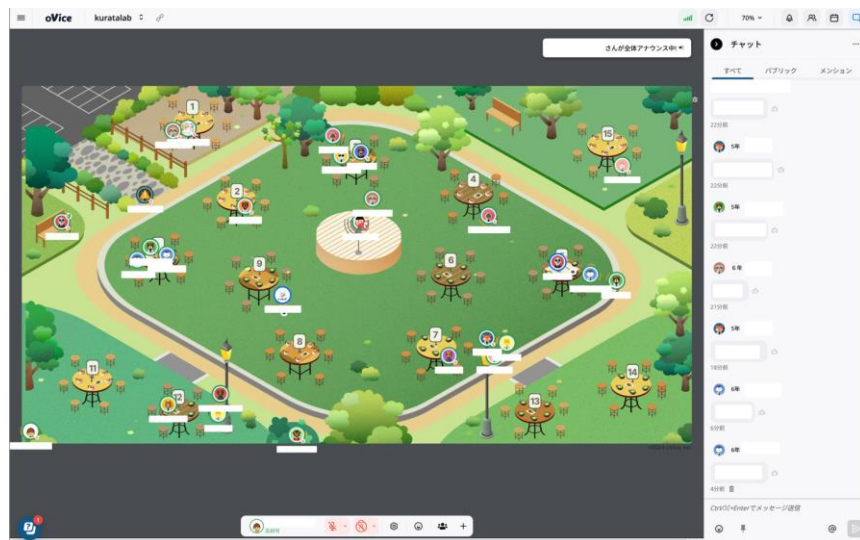 oVice kuratalab 70%
さんが全体アナウンス中
チャット
すべて パブリック メンション
22分前
5年
22分前
5年
22分前
6年
21分前
5年
18分前
6年
6分前
6年
4分前
Ctrl/⌘+Enterでメッセージ送信
1
15
2
4
9
6
8
7
11
12
13
14
1